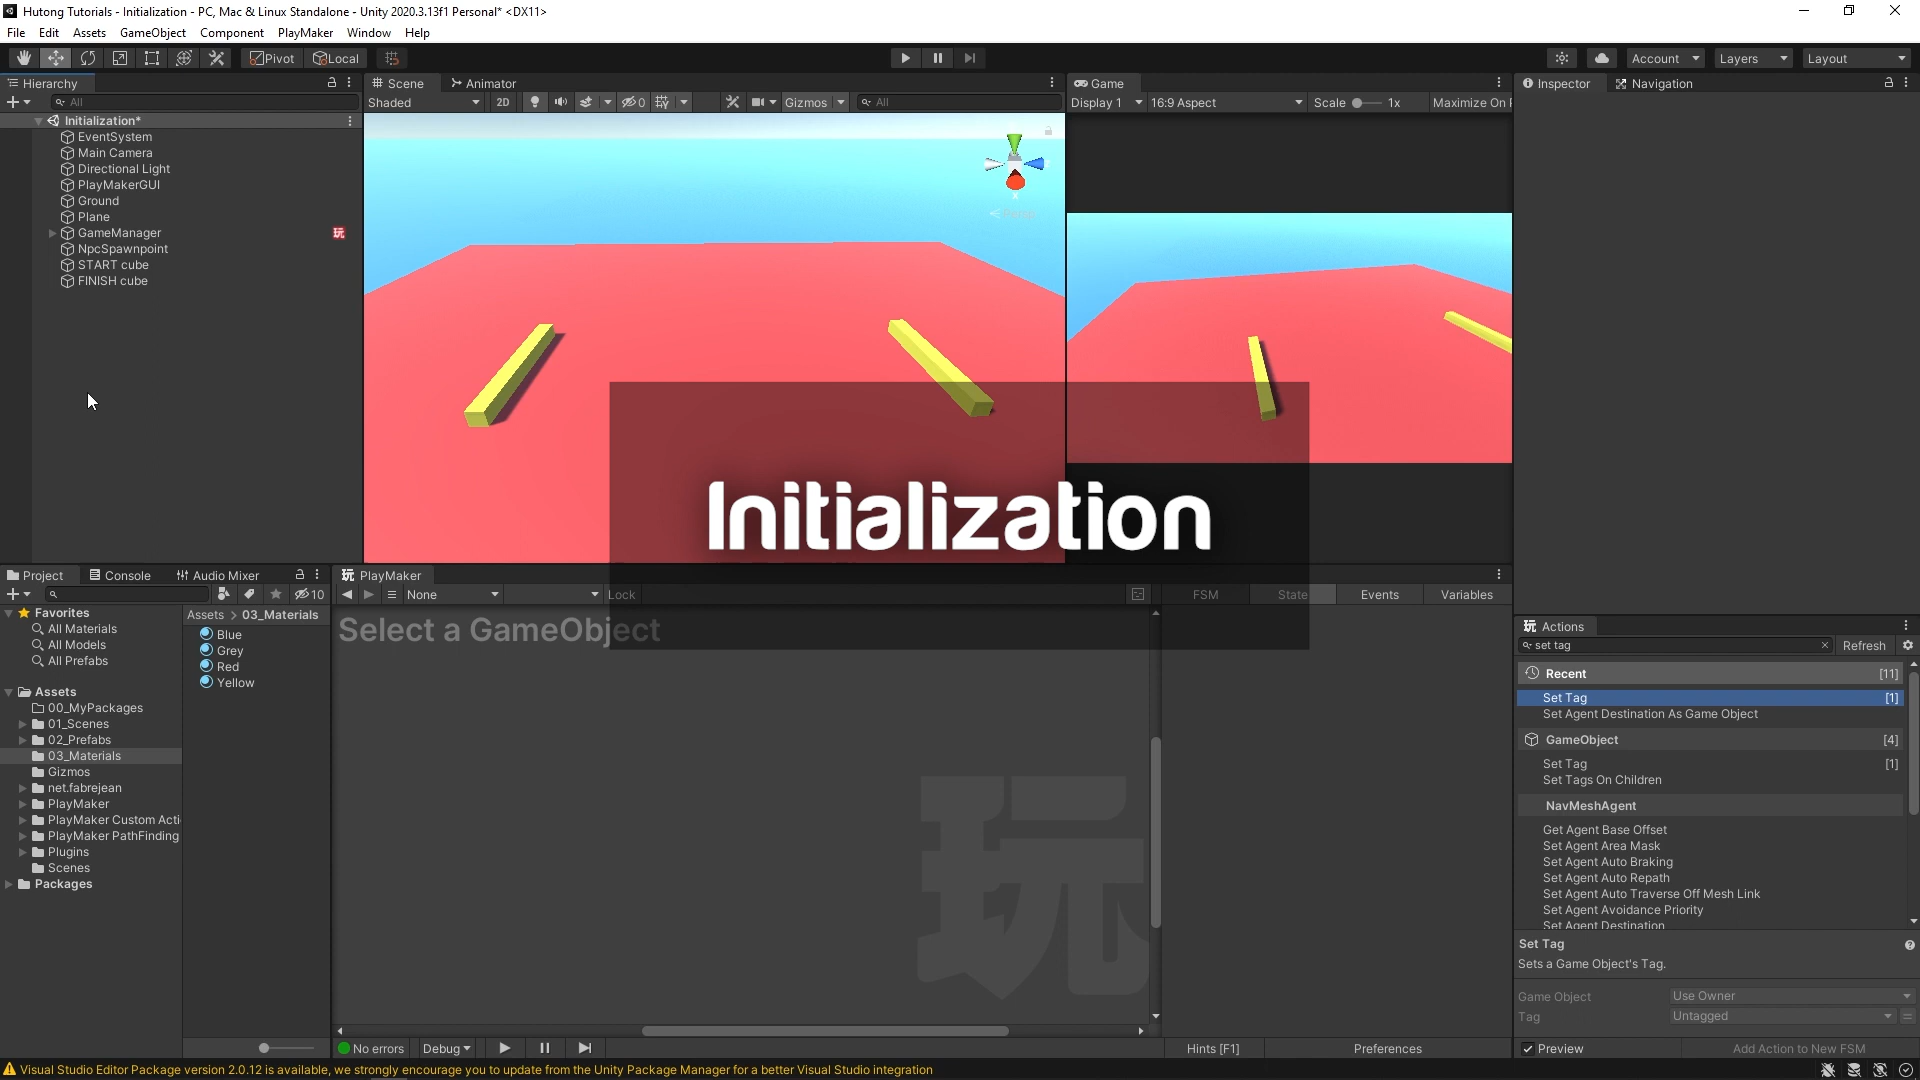 Hutong Tutorials - Initialization - PC, Mac & Linux Standalone - Unity 2020.3.13f1 Personal* <DX11>
File Edit Assets GameObject Component PlayMaker Window Help
Pivot Local Account Layers Layout
Hierarchy
All
Initialization*
EventSystem
Main Camera
Directional Light
PlayMakerGUI
Ground
Plane
GameManager 玩
NpcSpawnpoint
START cube
FINISH cube
Scene Animator
Shaded 2D 0 Gizmos All
Game
Display 1 16:9 Aspect Scale 1x Maximize On
Inspector Navigation
Initialization
Project Console Audio Mixer
10
Favorites
All Materials
All Models
All Prefabs
Assets
00_MyPackages
01_Scenes
02_Prefabs
03_Materials
Gizmos
net.fabrejean
PlayMaker
PlayMaker Custom Acti
PlayMaker PathFinding
Plugins
Scenes
Packages
Assets > 03_Materials
Blue
Grey
Red
Yellow
玩 PlayMaker
None Lock
FSM State Events Variables
Select a GameObject
玩
No errors Debug Hints [F1] Preferences
玩 Actions
set tag Refresh
Recent [11]
Set Tag [1]
Set Agent Destination As Game Object
GameObject [4]
Set Tag [1]
Set Tags On Children
NavMeshAgent
Get Agent Base Offset
Set Agent Area Mask
Set Agent Auto Braking
Set Agent Auto Repath
Set Agent Auto Traverse Off Mesh Link
Set Agent Avoidance Priority
Set Agent Destination
Set Tag
Sets a Game Object's Tag.
Game Object Use Owner
Tag Untagged
Preview Add Action to New FSM
Visual Studio Editor Package version 2.0.12 is available, we strongly encourage you to update from the Unity Package Manager for a better Visual Studio integration